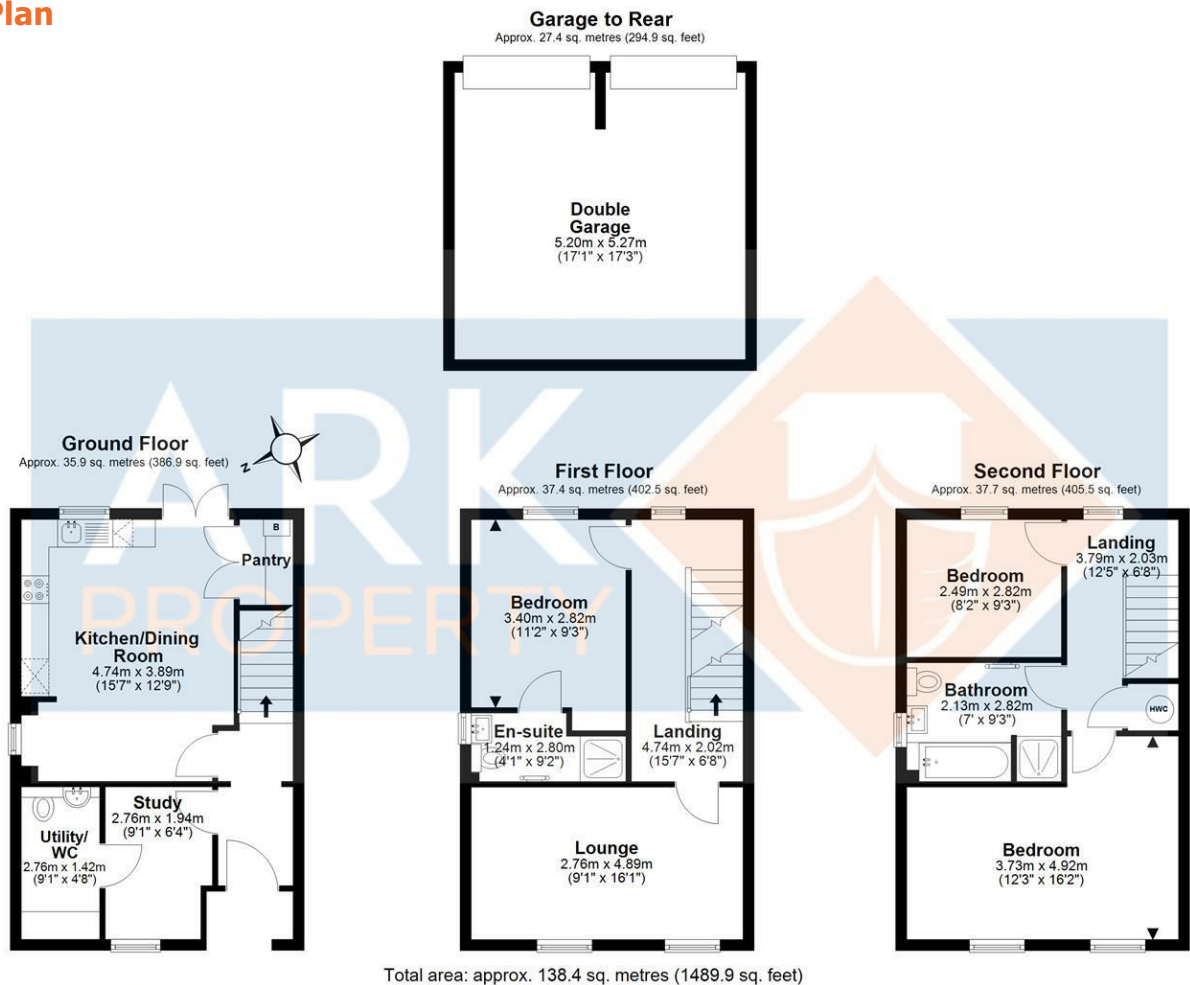 Plan
Garage to Rear
Approx. 27.4 sq. metres (294.9 sq. feet)
Double
Garage
5.20m x 5.27m
(17'1" x 17'3")
ARK
PROPERTY
Ground Floor
Approx. 35.9 sq. metres (386.9 sq. feet)
Z
B
Pantry
Kitchen/Dining
Room
4.74m x 3.89m
(15'7" x 12'9")
Study
2.76m x 1.94m
(9'1" x 6'4")
Utility/
WC
2.76m x 1.42m
(9'1" x 4'8")
First Floor
Approx. 37.4 sq. metres (402.5 sq. feet)
Bedroom
3.40m x 2.82m
(11'2" x 9'3")
En-suite
1.24m x 2.80m
(4'1" x 9'2")
Landing
4.74m x 2.02m
(15'7" x 6'8")
Lounge
2.76m x 4.89m
(9'1" x 16'1")
Second Floor
Approx. 37.7 sq. metres (405.5 sq. feet)
Landing
3.79m x 2.03m
(12'5" x 6'8")
Bedroom
2.49m x 2.82m
(8'2" x 9'3")
Bathroom
2.13m x 2.82m
(7' x 9'3")
HWC
Bedroom
3.73m x 4.92m
(12'3" x 16'2")
Total area: approx. 138.4 sq. metres (1489.9 sq. feet)